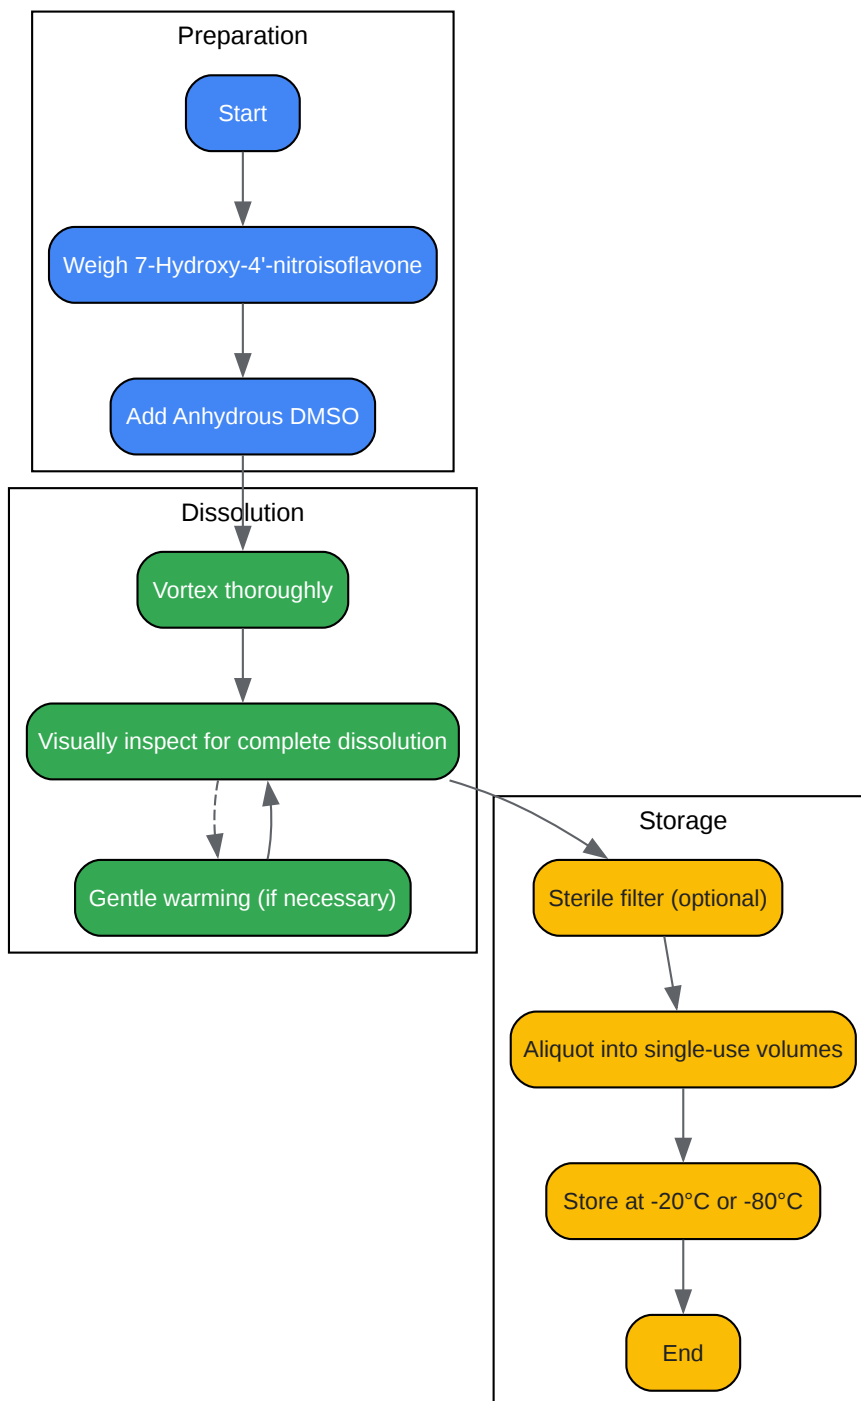 Preparation
Start
Weigh 7-Hydroxy-4'-nitroisoflavone
Add Anhydrous DMSO
Dissolution
Vortex thoroughly
Visually inspect for complete dissolution
Gentle warming (if necessary)
Storage
Sterile filter (optional)
Aliquot into single-use volumes
Store at -20°C or -80°C
End